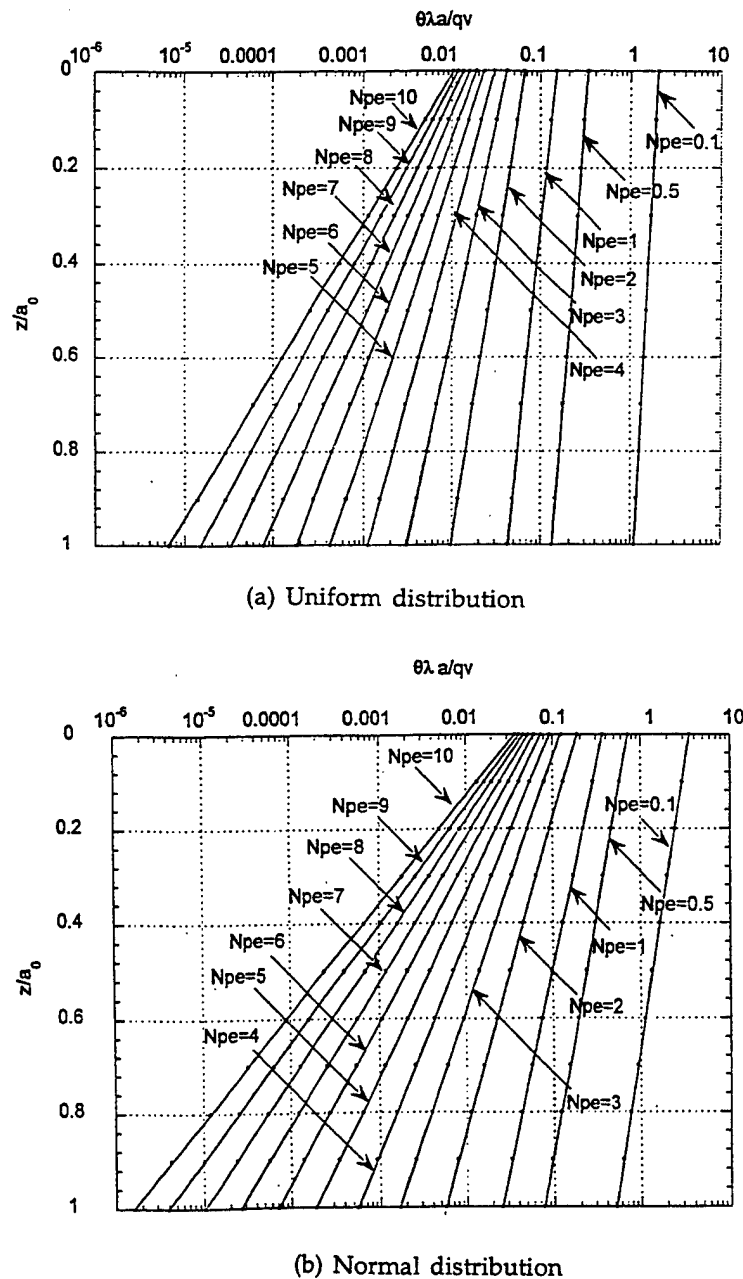 θλa/qv
10⁻⁶ 10⁻⁵ 0.0001 0.001 0.01 0.1 1 10
0
0.2
0.4
0.6
0.8
1
z/a₀
Npe=10
Npe=9
Npe=8
Npe=7
Npe=6
Npe=5
Npe=0.1
Npe=0.5
Npe=1
Npe=2
Npe=3
Npe=4
(a) Uniform distribution
θλ a/qv
10⁻⁶ 10⁻⁵ 0.0001 0.001 0.01 0.1 1 10
0
0.2
0.4
0.6
0.8
1
z/a₀
Npe=10
Npe=9
Npe=8
Npe=7
Npe=6
Npe=5
Npe=4
Npe=0.1
Npe=0.5
Npe=1
Npe=2
Npe=3
(b) Normal distribution